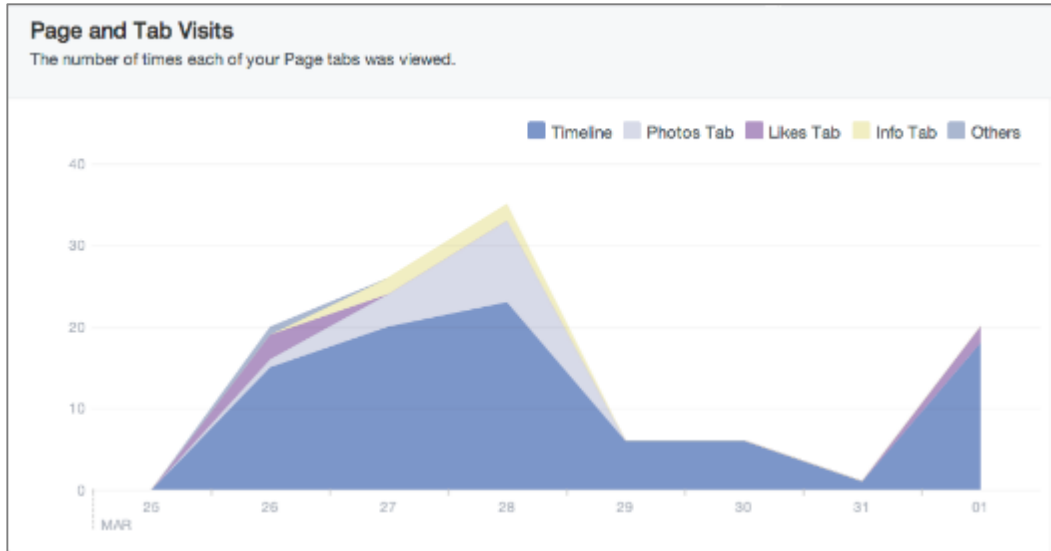 Page and Tab Visits
The number of times each of your Page tabs was viewed.
Timeline Photos Tab Likes Tab Info Tab Others
40
30
20
10
0
25 26 27 28 29 30 31 01
MAR